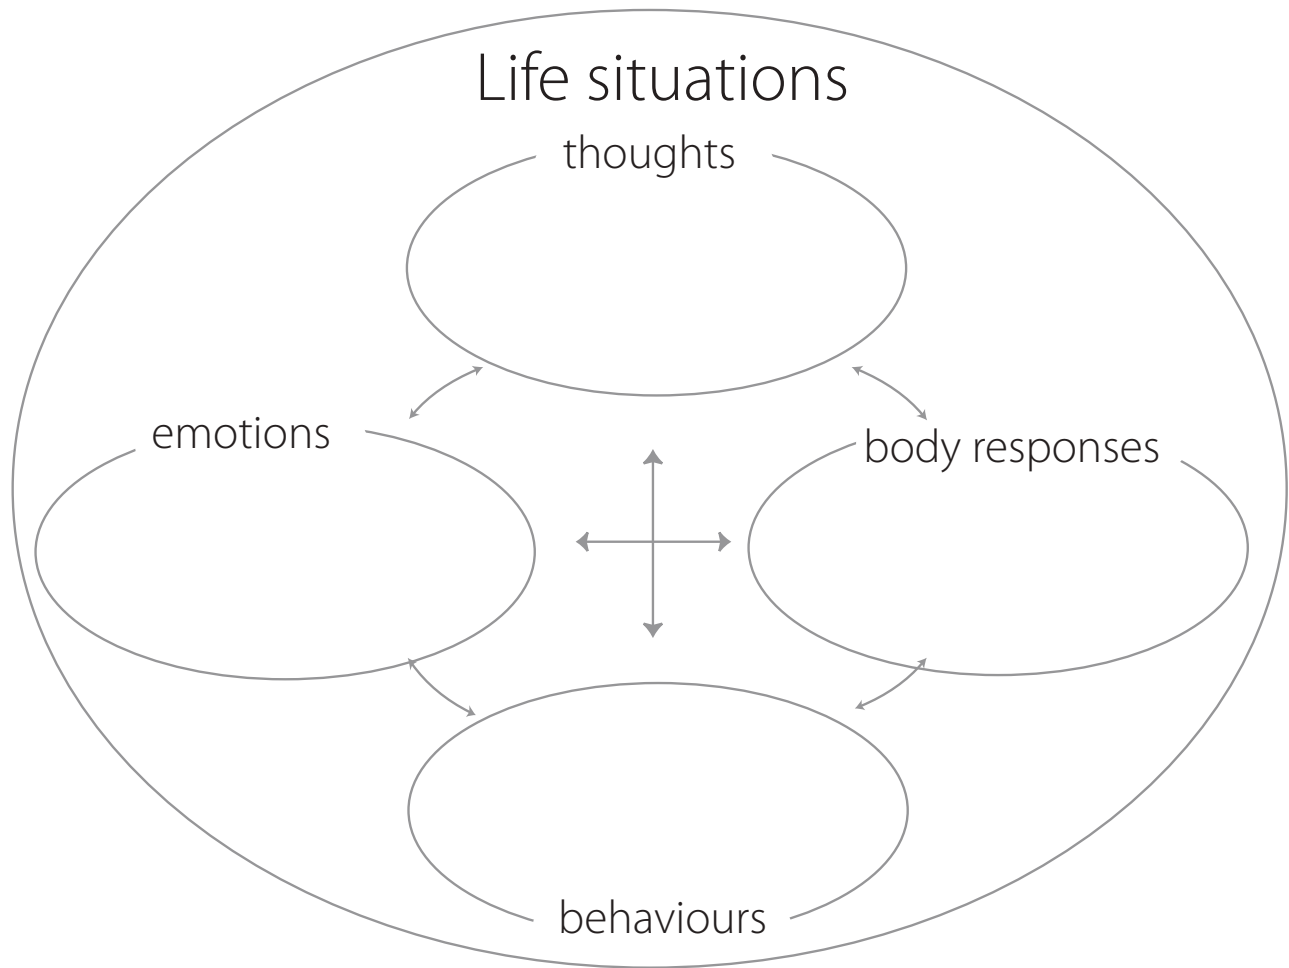 Life situations
thoughts
emotions
body responses
behaviours